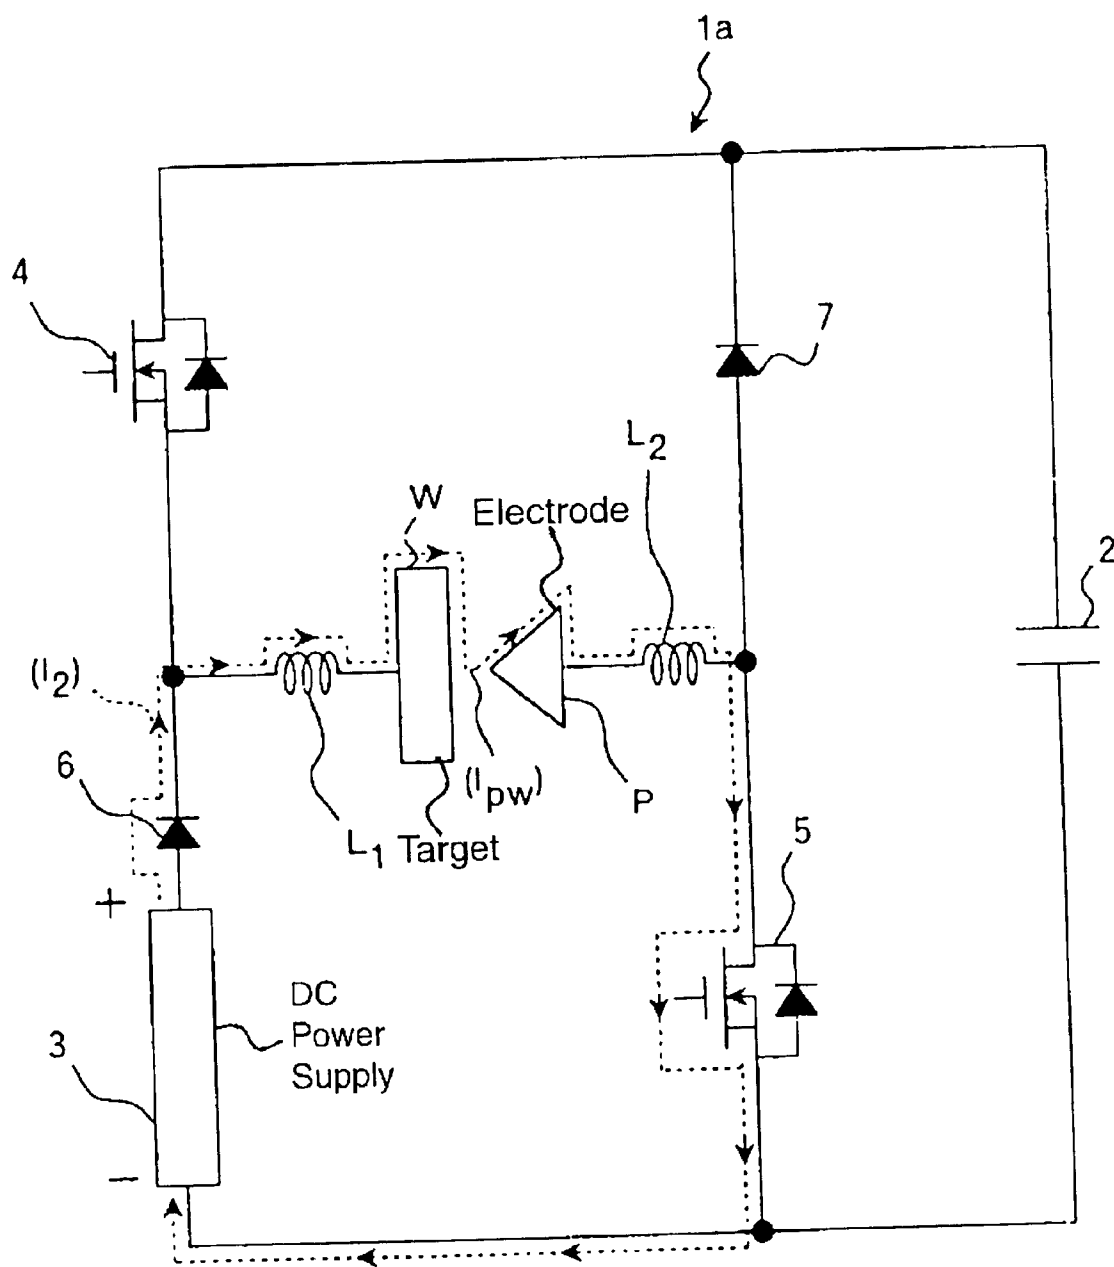 1a
4
7
L2
W
Electrode
2
(I2)
6
(Ipw)
P
L1 Target
5
+
DC
Power
Supply
3
−